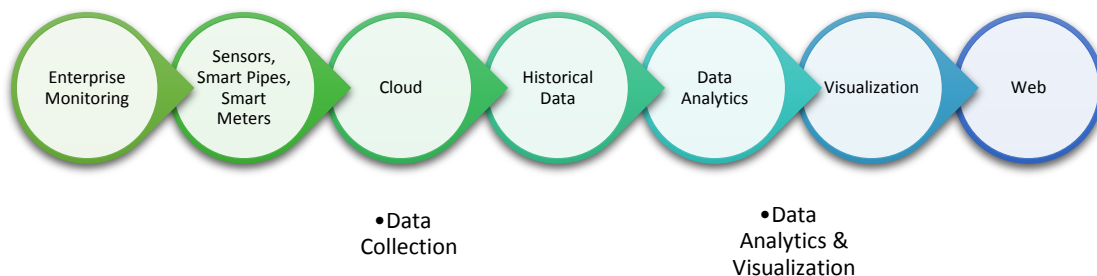 Enterprise
Monitoring
Sensors,
Smart Pipes,
Smart
Meters
Cloud
Historical
Data
Data
Analytics
Visualization
Web
•Data
Collection
•Data
Analytics &
Visualization